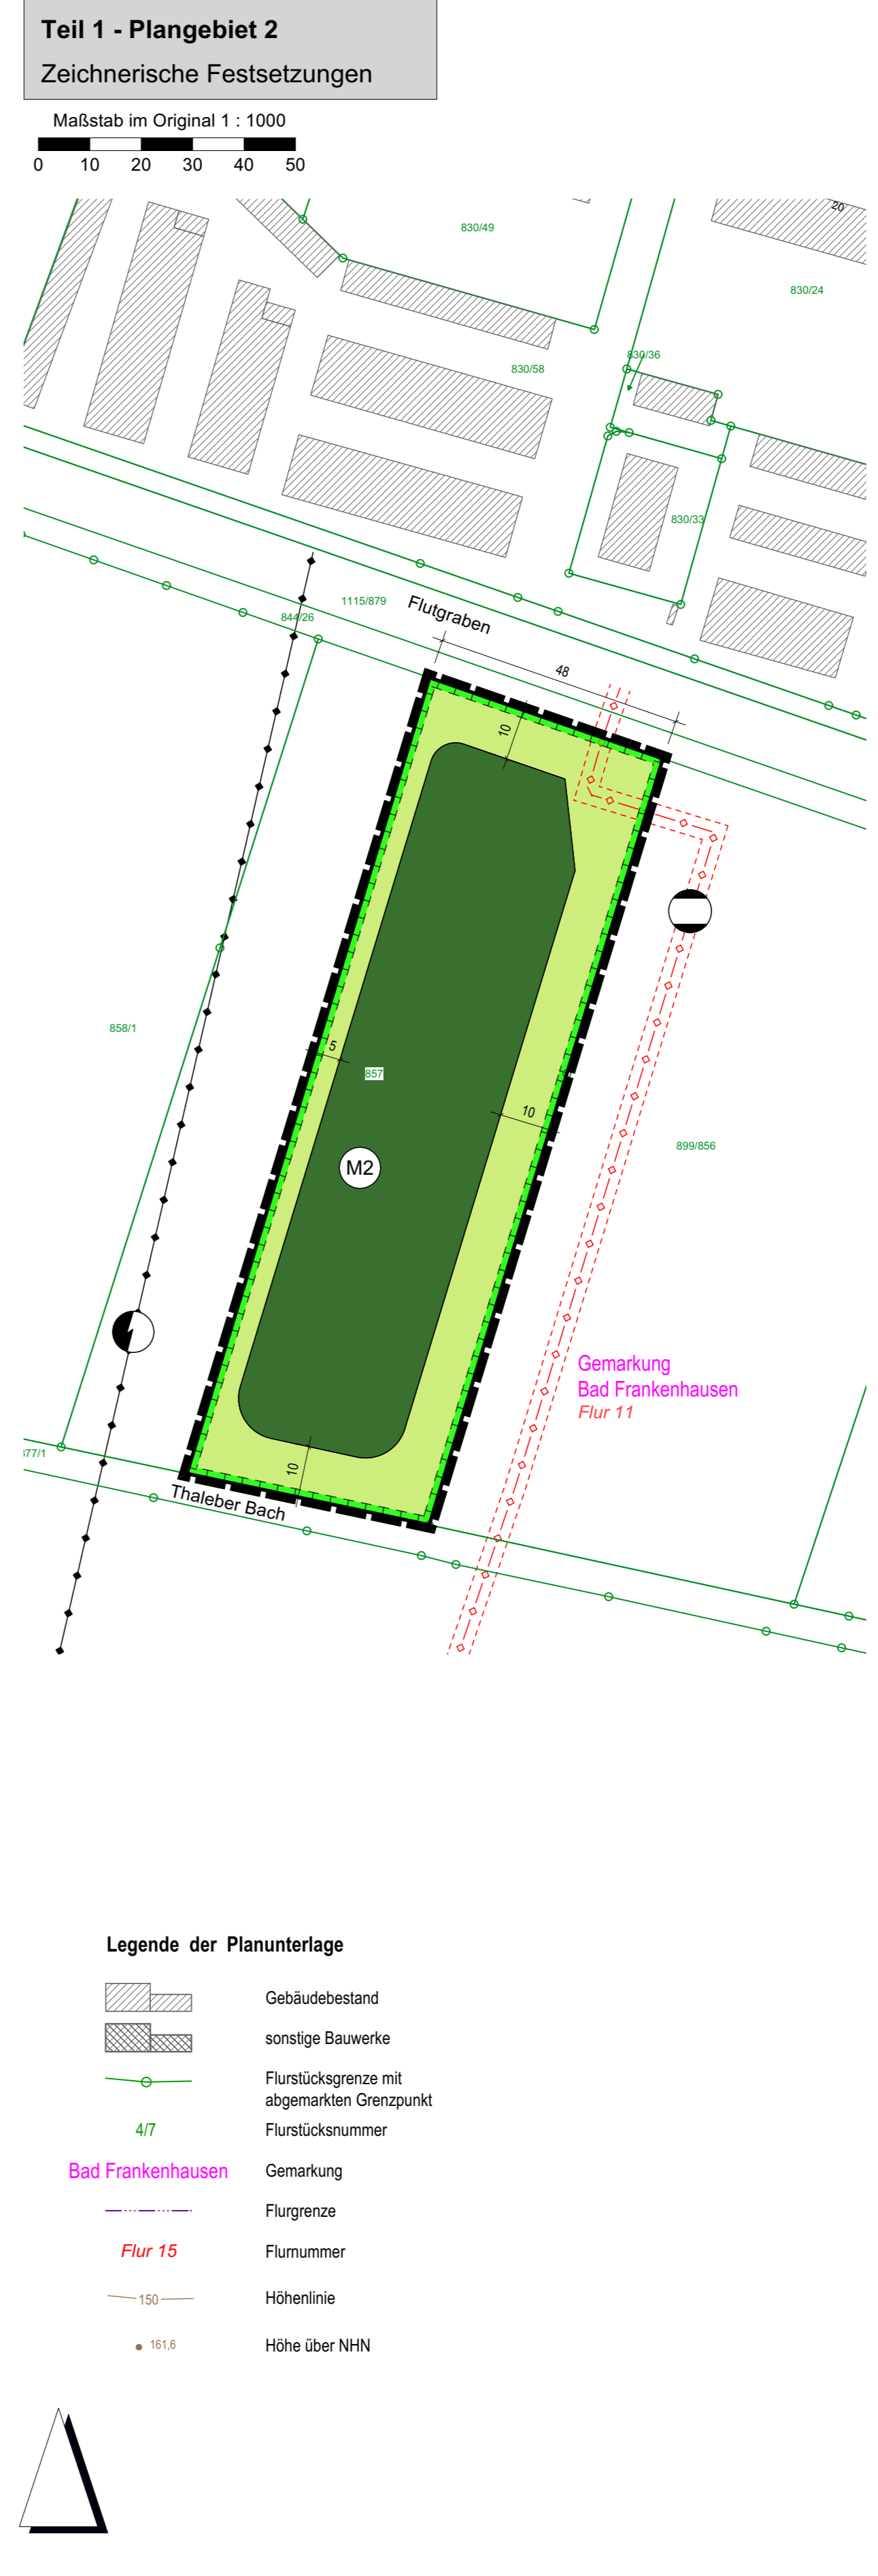 Teil 1 - Plangebiet 2
Zeichnerische Festsetzungen
Maßstab im Original 1 : 1000
0 10 20 30 40 50
20
830/49
830/24
830/36
830/58
830/33
1115/879
Flutgraben
844/26
48
10
5
858/1
857
10
899/856
M2
Gemarkung
Bad Frankenhausen
Flur 11
377/1
10
Thaleber Bach
Legende der Planunterlage
Gebäudebestand
sonstige Bauwerke
Flurstücksgrenze mit
abgemarkten Grenzpunkt
4/7 Flurstücksnummer
Bad Frankenhausen Gemarkung
Flurgrenze
Flur 15 Flurnummer
150 Höhenlinie
161,6 Höhe über NHN